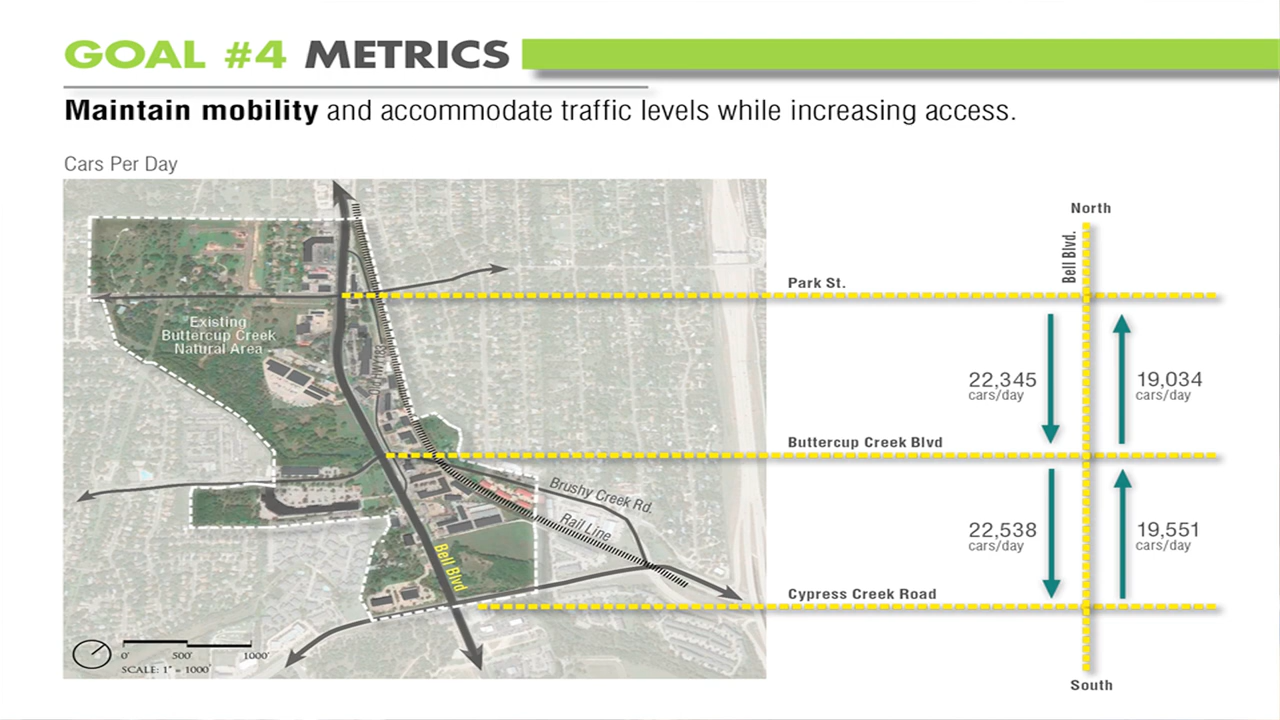 GOAL #4 METRICS
Maintain mobility and accommodate traffic levels while increasing access.
Cars Per Day
North
Bell Blvd.
Park St.
Existing
Buttercup Creek
Natural Area
22,345
cars/day
19,034
cars/day
Buttercup Creek Blvd
Brushy Creek Rd.
Rail Line
Bell Blvd
22,538
cars/day
19,551
cars/day
Cypress Creek Road
0' 500' 1000'
SCALE: 1" = 1000'
South